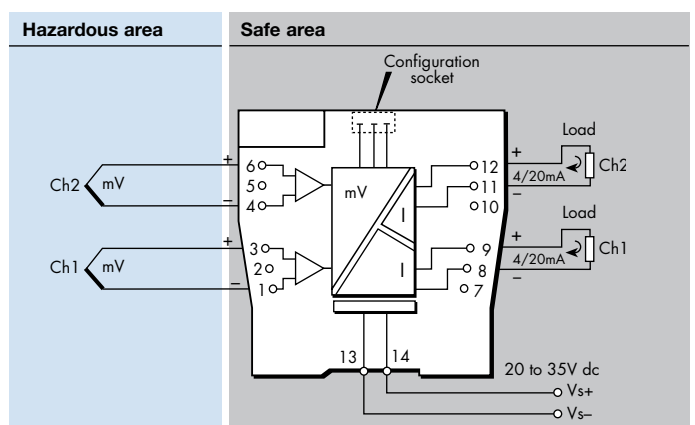 Hazardous area
Safe area
Configuration
socket
Load
+ 6 12 +
Ch2 mV 5 mV 11 4/20mA Ch2
– 4 I 10 –
Load
+ 3 9 +
Ch1 mV 2 I 8 4/20mA Ch1
– 1 7 –
13 14
20 to 35V dc
Vs+
Vs–